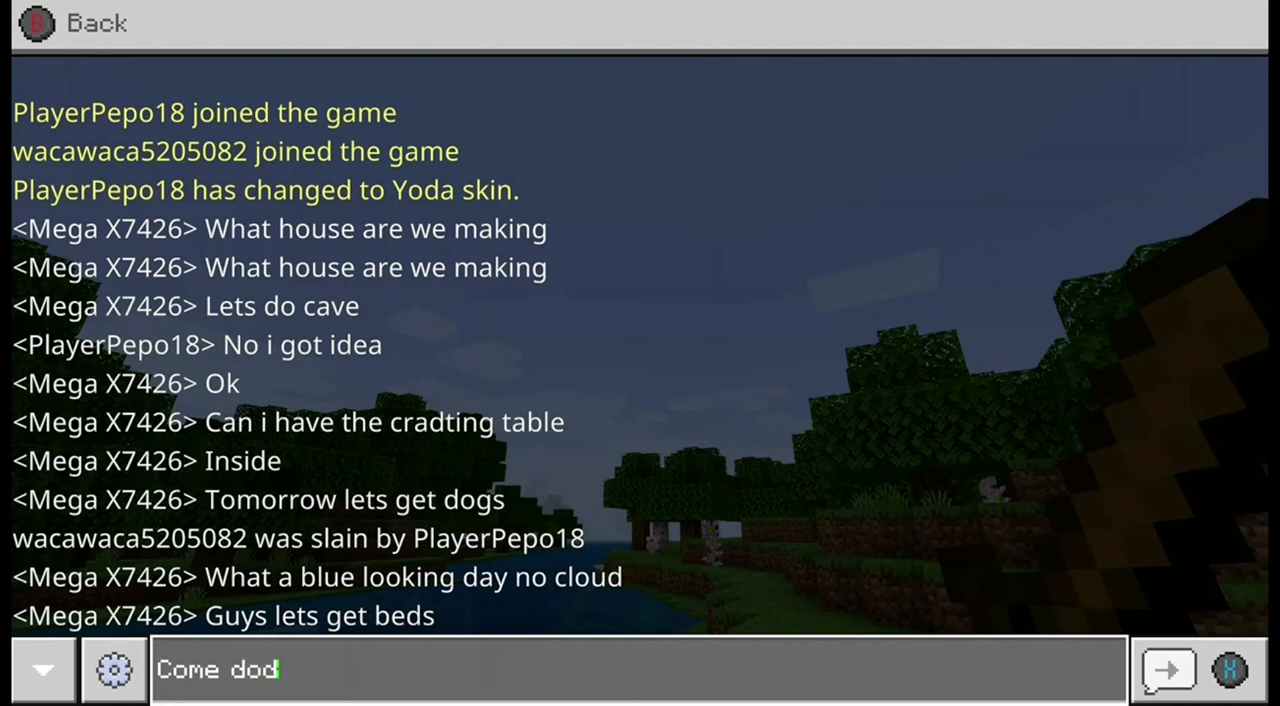 B Back
PlayerPepo18 joined the game
wacawaca5205082 joined the game
PlayerPepo18 has changed to Yoda skin.
<Mega X7426> What house are we making
<Mega X7426> What house are we making
<Mega X7426> Lets do cave
<PlayerPepo18> No i got idea
<Mega X7426> Ok
<Mega X7426> Can i have the cradting table
<Mega X7426> Inside
<Mega X7426> Tomorrow lets get dogs
wacawaca5205082 was slain by PlayerPepo18
<Mega X7426> What a blue looking day no cloud
<Mega X7426> Guys lets get beds
Come dod
X